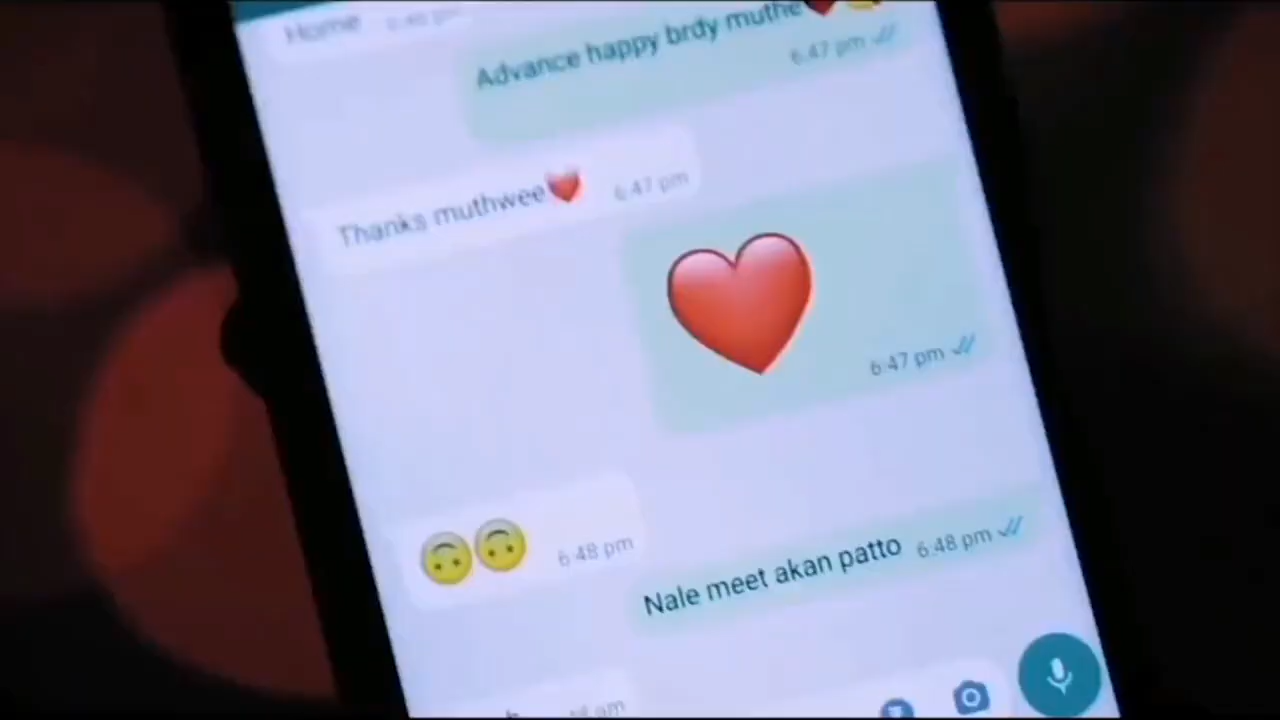 Home
Advance happy brdy muthe❤️
6:47 pm
Thanks muthwee❤️ 6:47 pm
❤️
6:47 pm
🙃🙃 6:48 pm
Nale meet akan patto 6:48 pm
am